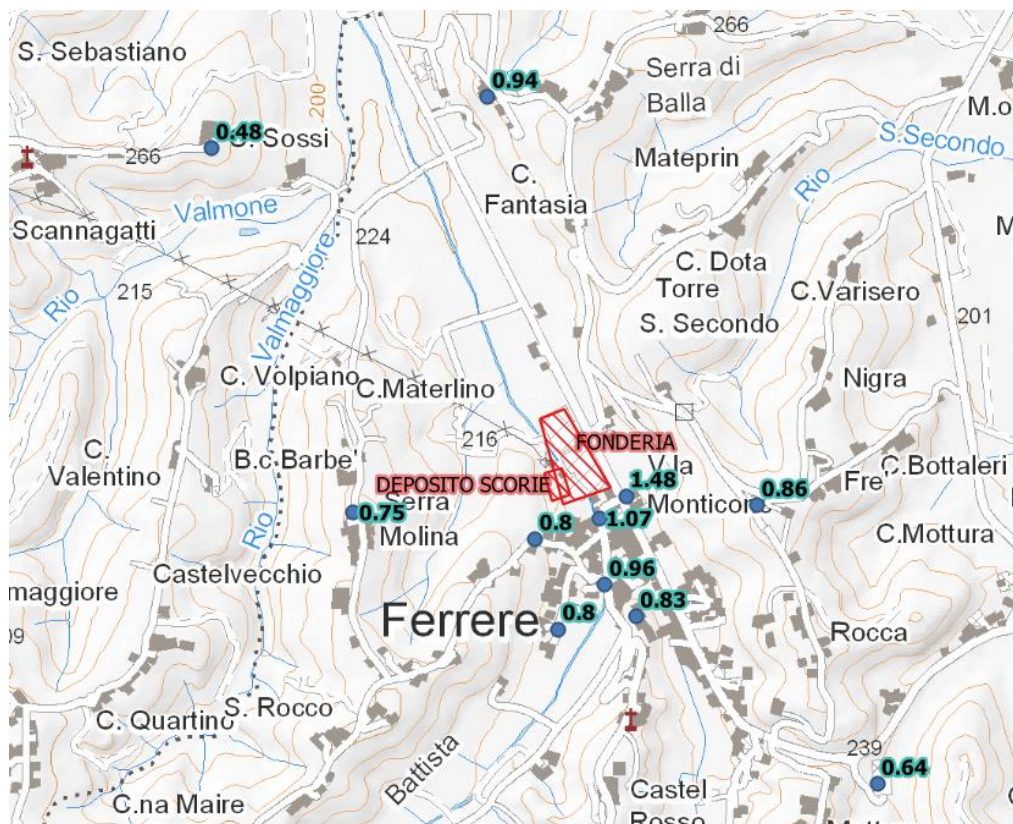 266
S. Sebastiano
0.94
Serra di
Balla
200
M.o
0.48
S. Sossi
S.Secondo
266
Mateprin
C.
Fantasia
Rio
Valmone
Scannagatti
224
M
C. Dota
Torre
215
Rio
Valmaggiore
C.Varisero
S. Secondo
201
C. Volpiano
C.Materlino
Nigra
216
FONDERIA
C.
Valentino
B.c Barbe'
V.la
Monticone
C.Bottaleri
Fre'
DEPOSITO SCORIE
1.48
0.86
Serra
Molina
0.75
1.07
0.8
Rio
C.Mottura
Castelvecchio
0.96
maggiore
0.83
0.8
Ferrere
09
Rocca
S. Rocco
C. Quartino
239
0.64
Battista
C.na Maire
Castel
Rosso